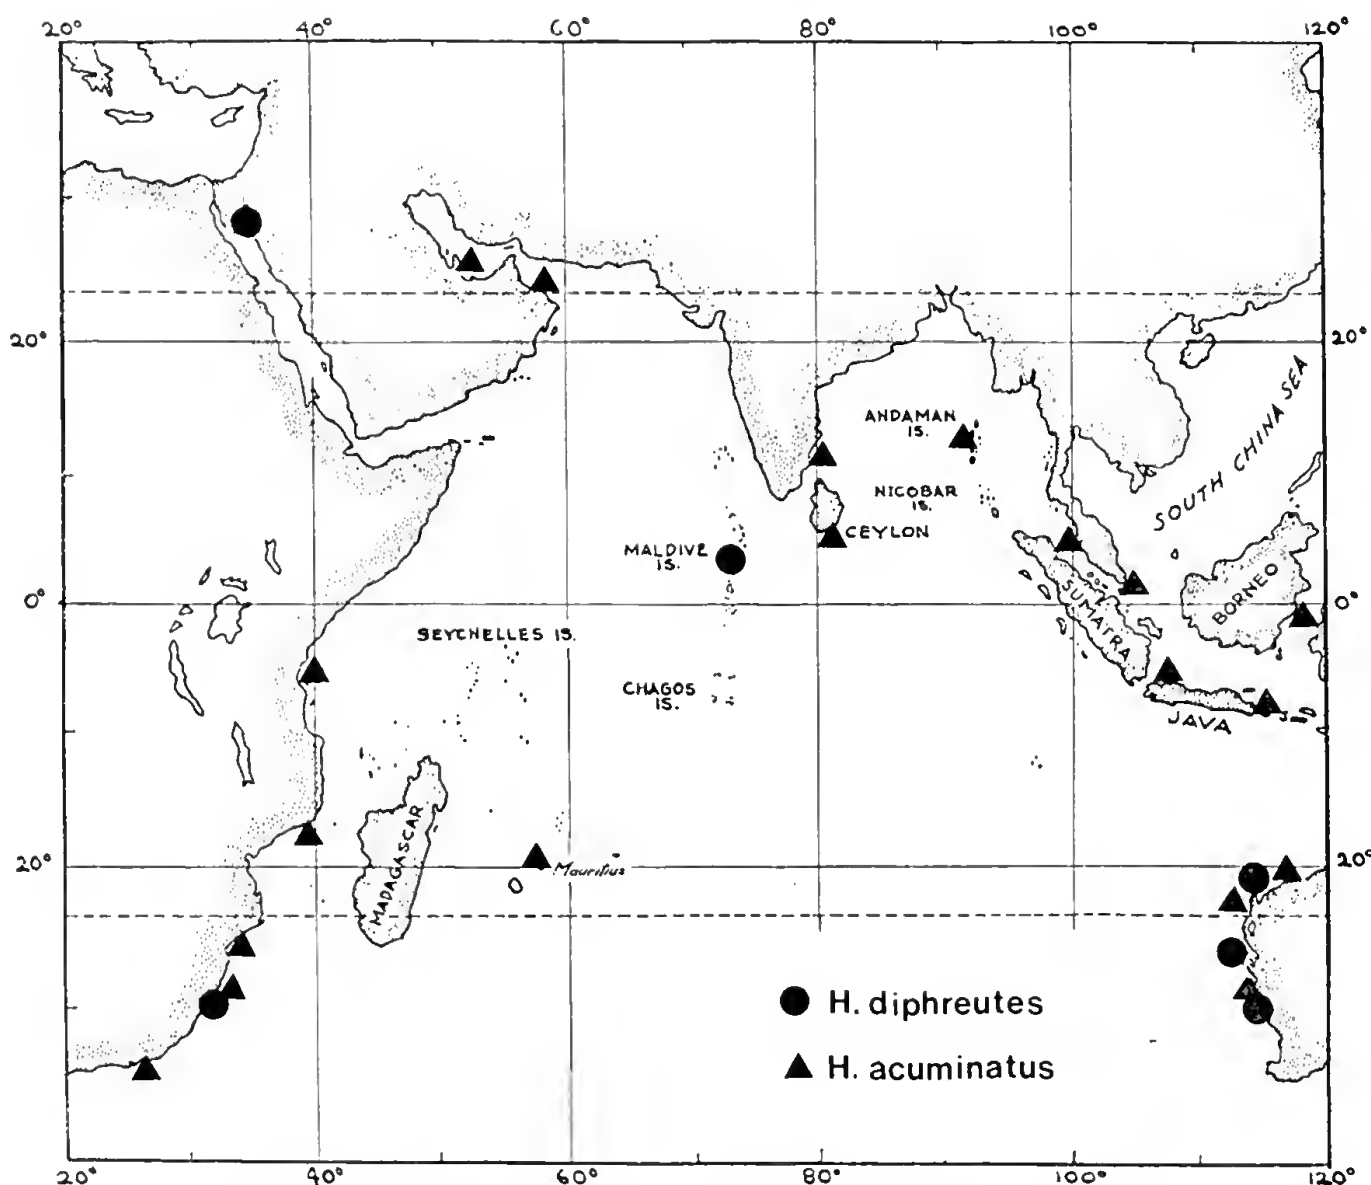 20° 40° 60° 80° 100° 120°
20° 20°
ANDAMAN
IS.
SOUTH CHINA SEA
NICOBAR
IS.
CEYLON
MALDIVE
IS.
BORNEO
SUMATRA
0° 0°
SEYCHELLES IS.
CHAGOS
IS.
JAVA
MADAGASCAR
20° Mauritius 20°
H. diphreutes
H. acuminatus
20° 40° 60° 80° 100° 120°